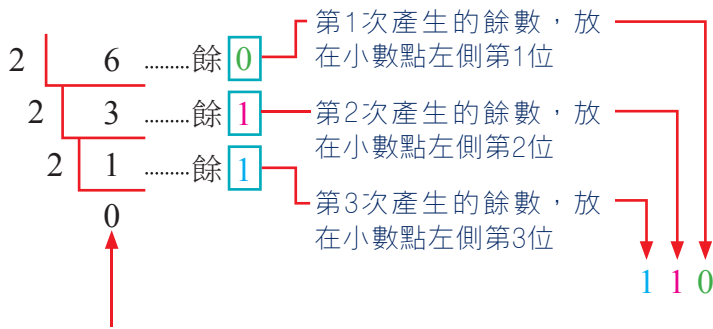 第1次產生的餘數，放
在小數點左側第1位
2 6 .........餘 0
2 3 .........餘 1
第2次產生的餘數，放
在小數點左側第2位
2 1 .........餘 1
0
第3次產生的餘數，放
在小數點左側第3位
1 1 0